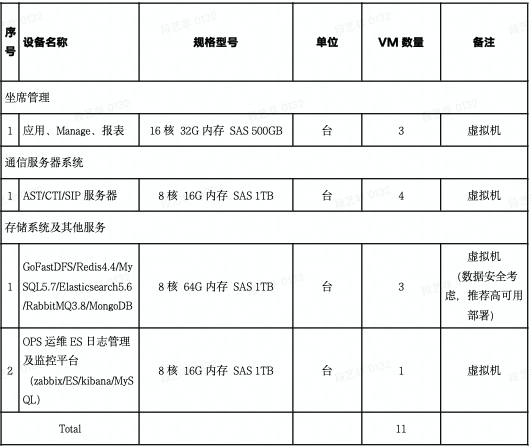 序号 设备名称 规格型号 单位 VM 数量 备注
坐席管理
1 应用、Manage、报表 16 核 32G 内存 SAS 500GB 台 3 虚拟机
通信服务器系统
1 AST/CTI/SIP 服务器 8 核 16G 内存 SAS 1TB 台 4 虚拟机
存储系统及其他服务
1 GoFastDFS/Redis4.4/My
SQL5.7/Elasticsearch5.6
/RabbitMQ3.8/MongoDB 8 核 64G 内存 SAS 1TB 台 3 虚拟机
(数据安全考
虑，推荐高可用
部署)
2 OPS 运维 ES 日志管理
及监控平台
(zabbix/ES/kibana/MyS
QL) 8 核 16G 内存 SAS 1TB 台 1 虚拟机
Total 11